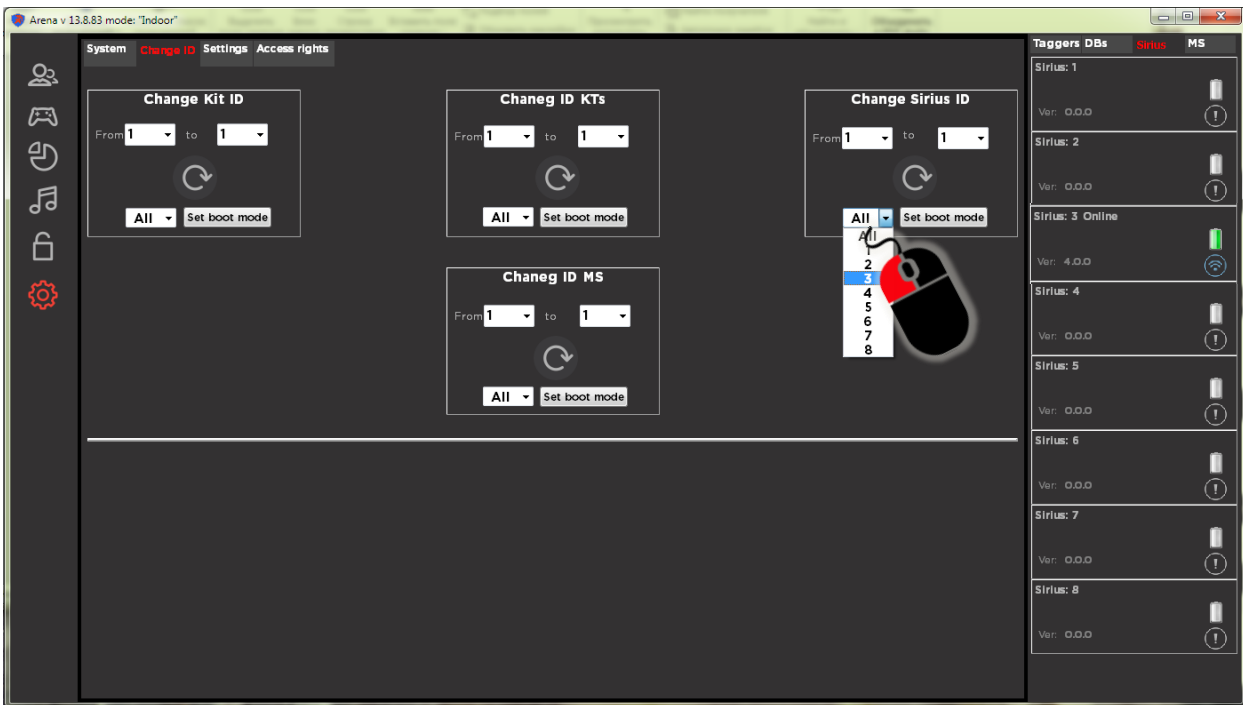 Arena v 13.8.83 mode: "Indoor"
System Change ID Settings Access rights
Change Kit ID
From 1 to 1
All Set boot mode
Chaneg ID KTs
From 1 to 1
All Set boot mode
Change Sirius ID
From 1 to 1
All Set boot mode
All
1
2
3
4
5
6
7
8
Chaneg ID MS
From 1 to 1
All Set boot mode
Taggers DBs Sirius MS
Sirius: 1
Ver: 0.0.0
Sirius: 2
Ver: 0.0.0
Sirius: 3 Online
Ver: 4.0.0
Sirius: 4
Ver: 0.0.0
Sirius: 5
Ver: 0.0.0
Sirius: 6
Ver: 0.0.0
Sirius: 7
Ver: 0.0.0
Sirius: 8
Ver: 0.0.0